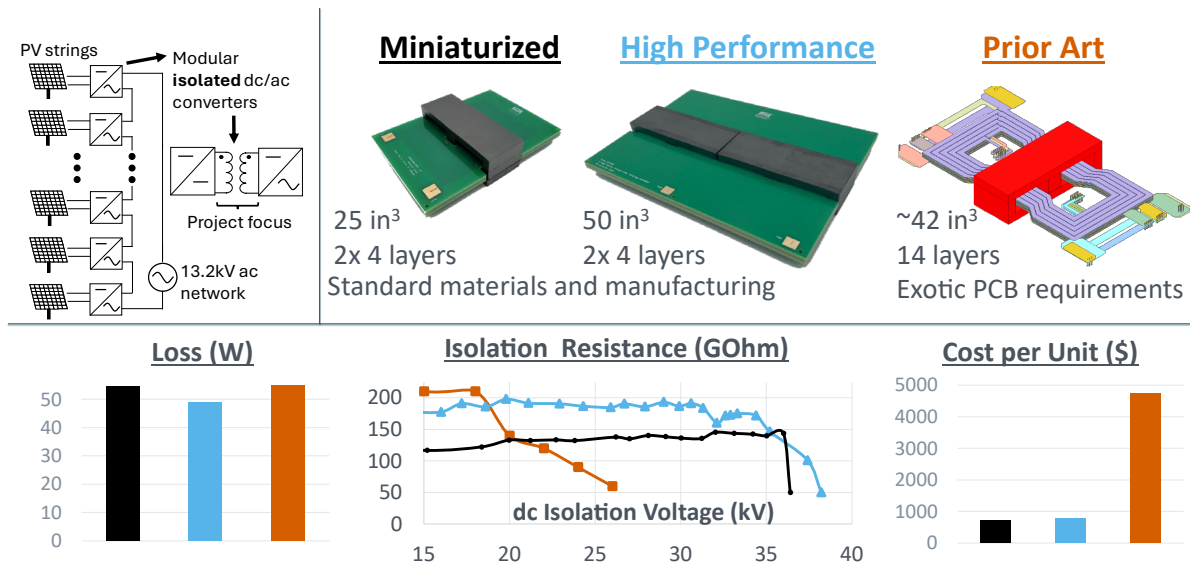 PV strings
Modular
isolated dc/ac
converters
Project focus
13.2kV ac
network
Miniaturized
High Performance
Prior Art
25 in³
2x 4 layers
50 in³
2x 4 layers
~42 in³
14 layers
Standard materials and manufacturing
Exotic PCB requirements
Loss (W)
50
40
30
20
10
0
Isolation Resistance (GOhm)
200
150
100
50
0
dc Isolation Voltage (kV)
15 20 25 30 35 40
Cost per Unit ($)
5000
4000
3000
2000
1000
0